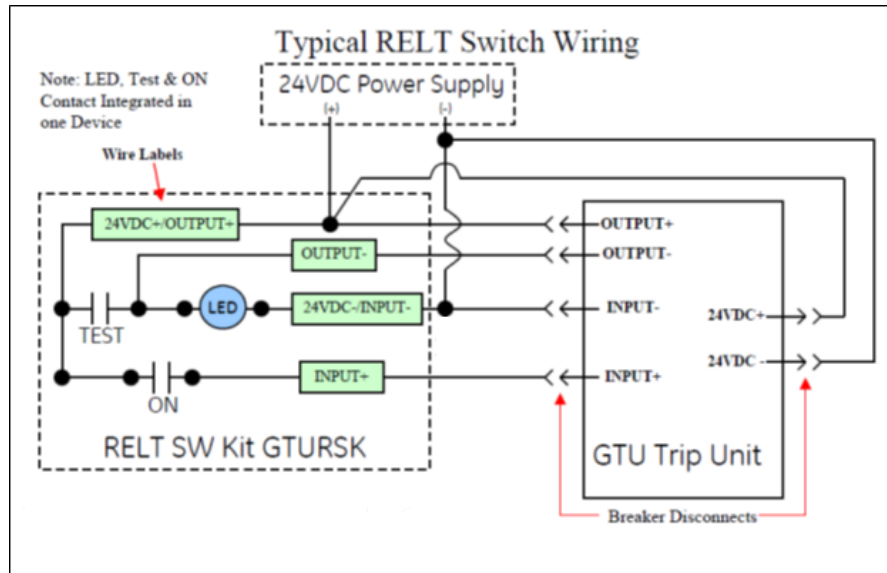 Typical RELT Switch Wiring
Note: LED, Test & ON
Contact Integrated in
one Device
24VDC Power Supply
(+)
(-)
Wire Labels
24VDC+/OUTPUT+
OUTPUT-
LED
24VDC-/INPUT-
TEST
INPUT+
ON
RELT SW Kit GTURSK
OUTPUT+
OUTPUT-
INPUT-
INPUT+
24VDC+
24VDC -
GTU Trip Unit
Breaker Disconnects